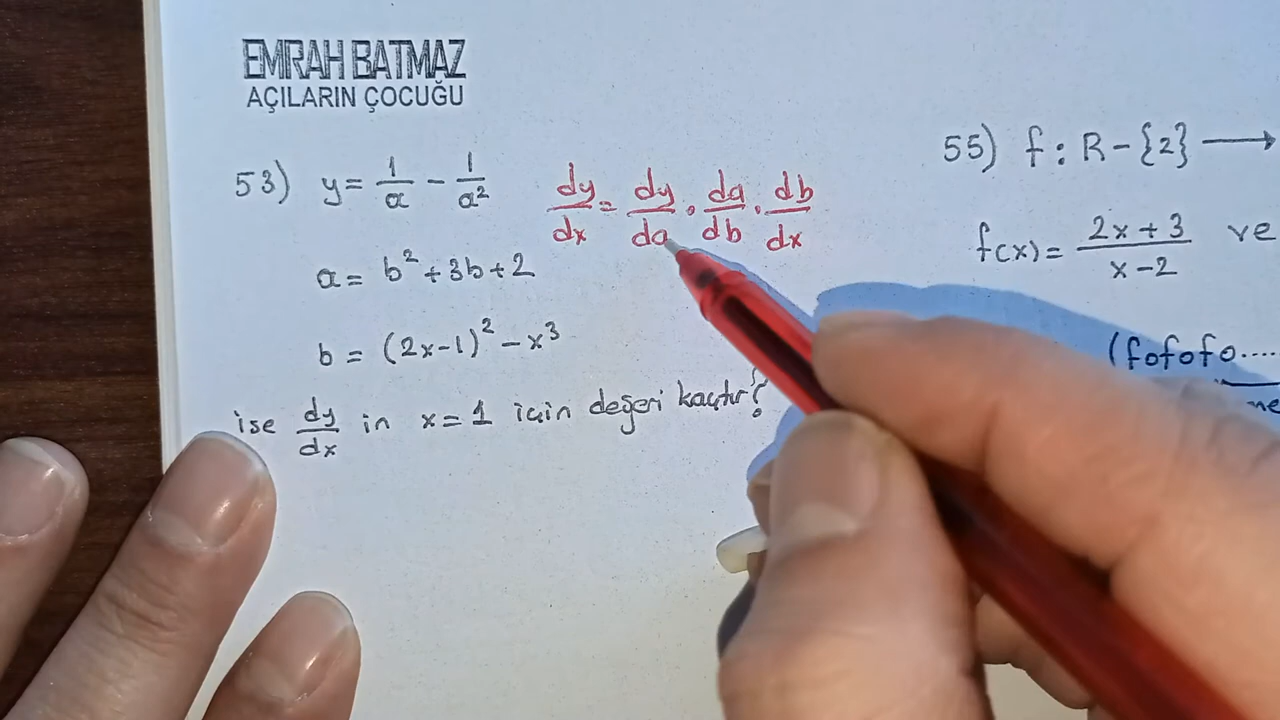 EMRAH BATMAZ
AÇILARIN ÇOCUĞU
53) y = 1/a - 1/a²
dy/dx = dy/da . da/db . db/dx
a = b² + 3b + 2
b = (2x-1)² - x³
ise dy/dx in x = 1 için değeri kaçtır?
55) f : R - {2} →
f(x) = 2x + 3 / x - 2 ve
(fofofo....